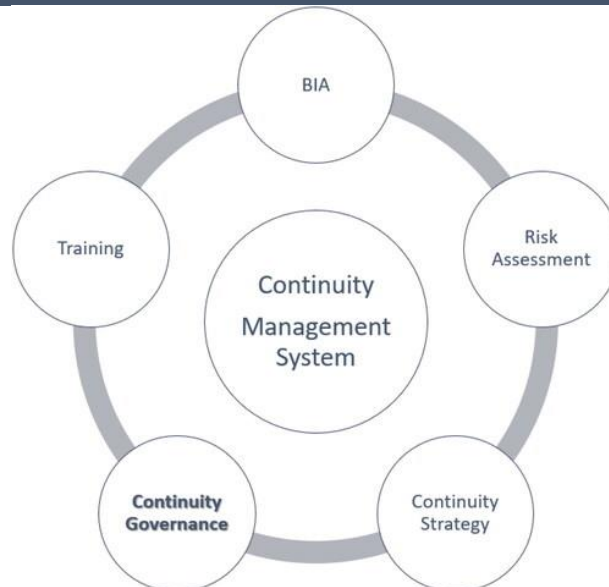 BIA
Training
Risk
Assessment
Continuity
Management
System
Continuity
Governance
Continuity
Strategy